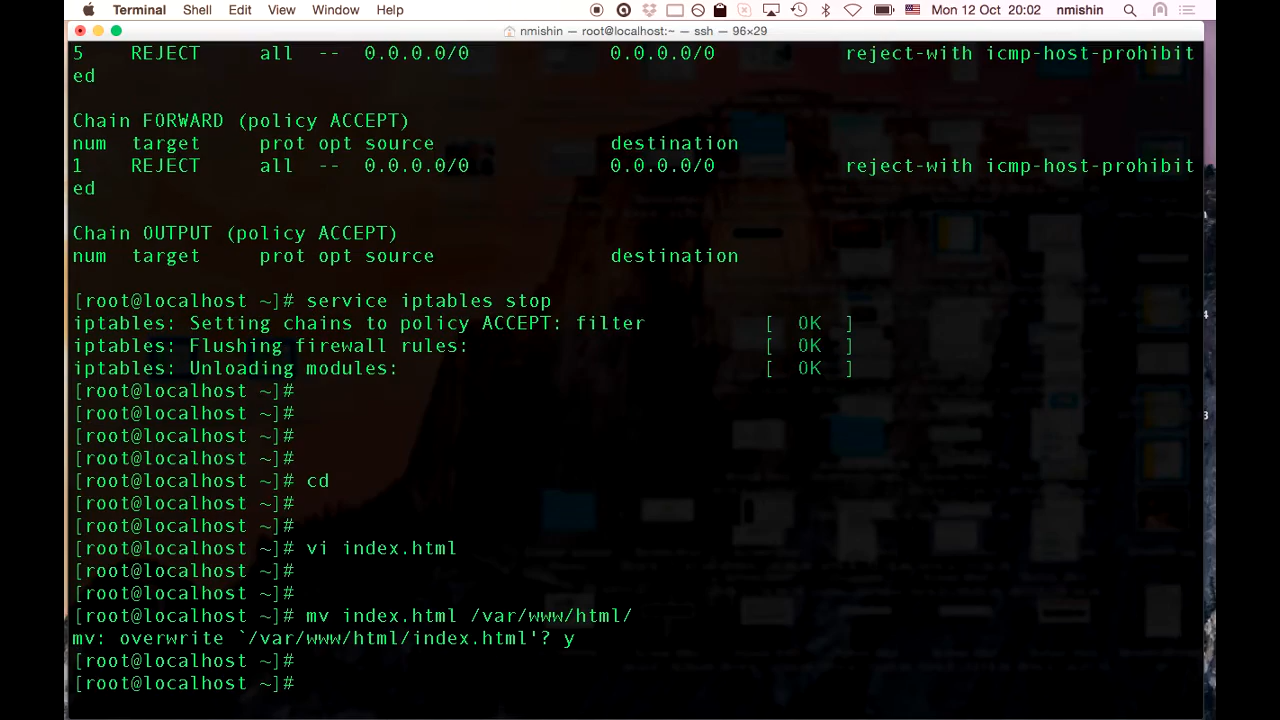 Terminal Shell Edit View Window Help Mon 12 Oct 20:02 nmishin
nmishin — root@localhost:~ — ssh — 96×29
5 REJECT all -- 0.0.0.0/0 0.0.0.0/0 reject-with icmp-host-prohibit
ed
Chain FORWARD (policy ACCEPT)
num target prot opt source destination
1 REJECT all -- 0.0.0.0/0 0.0.0.0/0 reject-with icmp-host-prohibit
ed
Chain OUTPUT (policy ACCEPT)
num target prot opt source destination
[root@localhost ~]# service iptables stop
iptables: Setting chains to policy ACCEPT: filter [ OK ]
iptables: Flushing firewall rules: [ OK ]
iptables: Unloading modules: [ OK ]
[root@localhost ~]#
[root@localhost ~]#
[root@localhost ~]#
[root@localhost ~]#
[root@localhost ~]# cd
[root@localhost ~]#
[root@localhost ~]#
[root@localhost ~]# vi index.html
[root@localhost ~]#
[root@localhost ~]#
[root@localhost ~]# mv index.html /var/www/html/
mv: overwrite `/var/www/html/index.html'? y
[root@localhost ~]#
[root@localhost ~]#